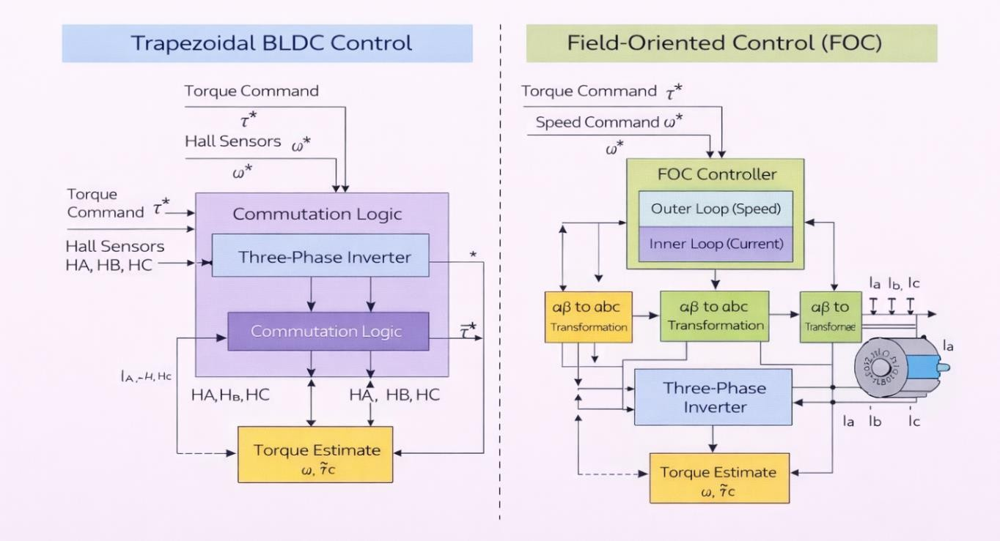 Trapezoidal BLDC Control
Torque Command
τ*
Hall Sensors ω*
ω*
Torque
Command τ*
Hall Sensors
HA, HB, HC
Commutation Logic
Three-Phase Inverter
*
Commutation Logic
τ̅*
HA, HB, HC
HA, HB, HC
Torque Estimate
ω, τ̃c
Field-Oriented Control (FOC)
Torque Command τ*
Speed Command ω*
ω*
FOC Controller
Outer Loop (Speed)
Inner Loop (Current)
αβ to abc
Transformation
αβ to abc
Transformation
αβ to
Ia Ib, Ic
Ia
Three-Phase
Inverter
Ia Ib Ic
Torque Estimate
ω, τ̃c